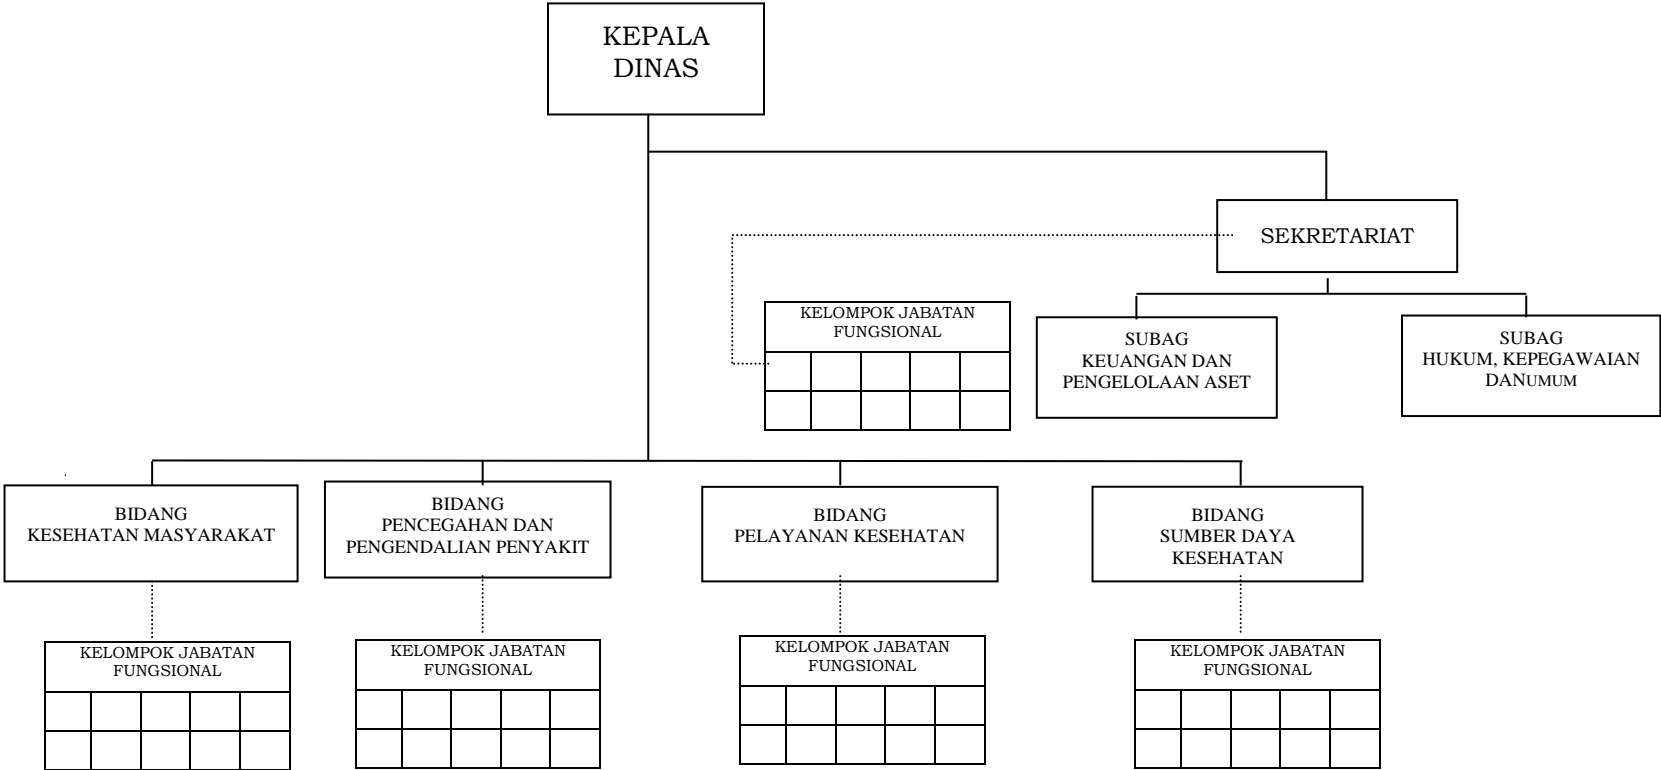 KEPALA
DINAS
SEKRETARIAT
KELOMPOK JABATAN
FUNGSIONAL
SUBAG
KEUANGAN DAN
PENGELOLAAN ASET
SUBAG
HUKUM, KEPEGAWAIAN
DANUMUM
BIDANG
KESEHATAN MASYARAKAT
BIDANG
PENCEGAHAN DAN
PENGENDALIAN PENYAKIT
BIDANG
PELAYANAN KESEHATAN
BIDANG
SUMBER DAYA
KESEHATAN
KELOMPOK JABATAN
FUNGSIONAL
KELOMPOK JABATAN
FUNGSIONAL
KELOMPOK JABATAN
FUNGSIONAL
KELOMPOK JABATAN
FUNGSIONAL